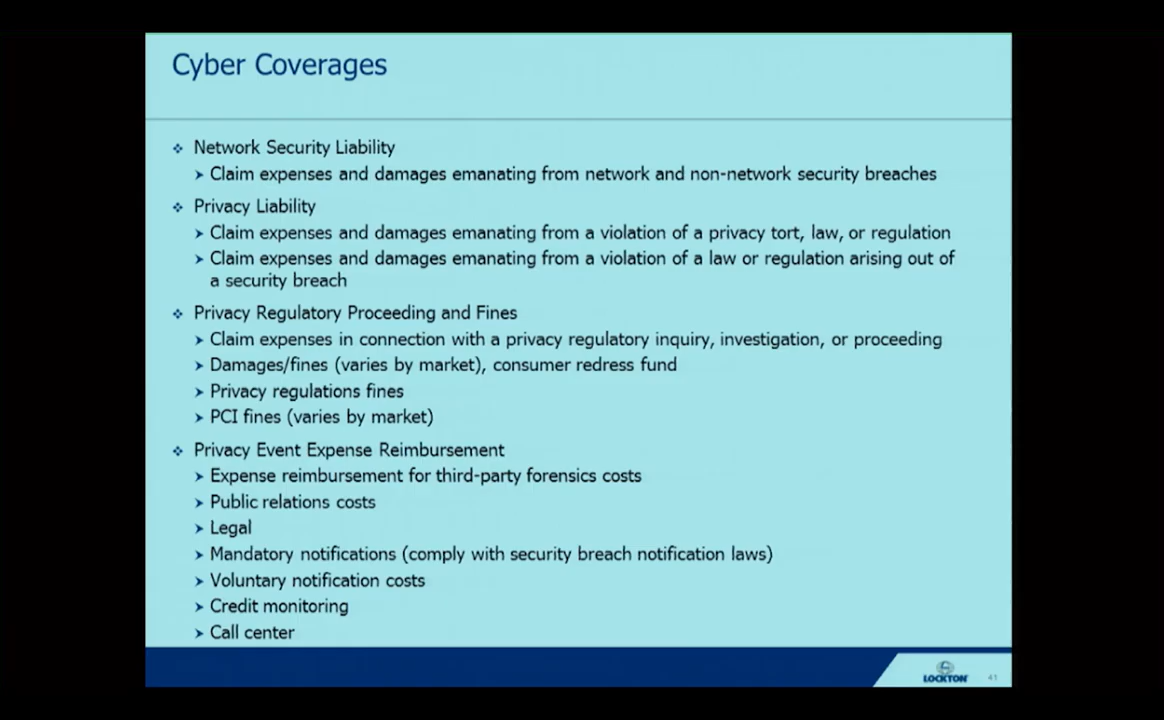 Cyber Coverages
Network Security Liability
Claim expenses and damages emanating from network and non-network security breaches
Privacy Liability
Claim expenses and damages emanating from a violation of a privacy tort, law, or regulation
Claim expenses and damages emanating from a violation of a law or regulation arising out of
a security breach
Privacy Regulatory Proceeding and Fines
Claim expenses in connection with a privacy regulatory inquiry, investigation, or proceeding
Damages/fines (varies by market), consumer redress fund
Privacy regulations fines
PCI fines (varies by market)
Privacy Event Expense Reimbursement
Expense reimbursement for third-party forensics costs
Public relations costs
Legal
Mandatory notifications (comply with security breach notification laws)
Voluntary notification costs
Credit monitoring
Call center
LOCKTON
41